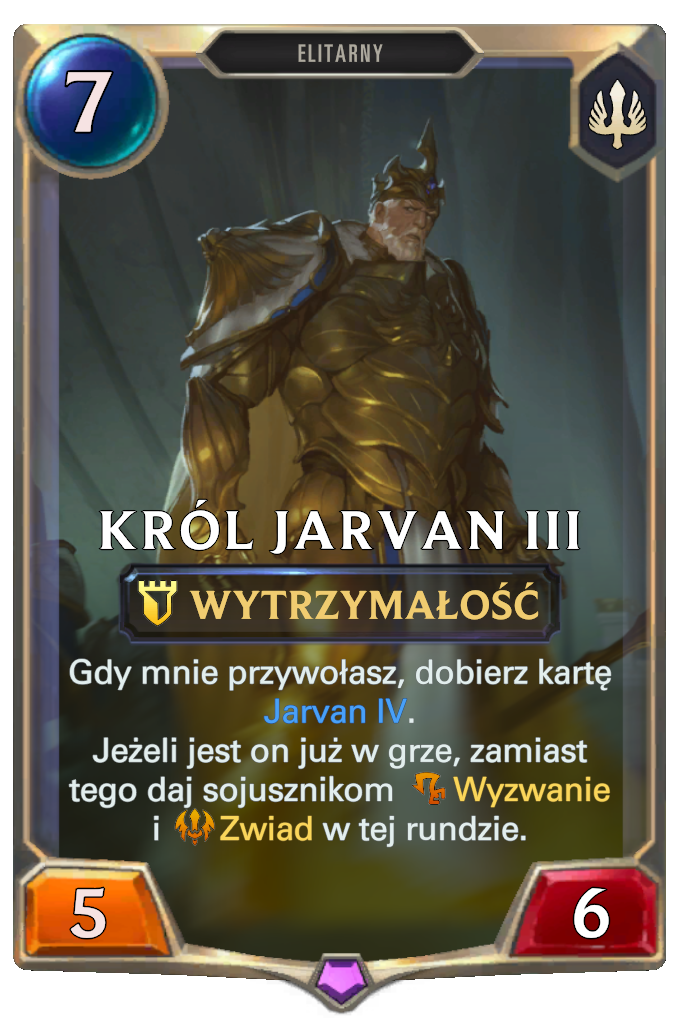 7
ELITARNY
KRÓL JARVAN III
WYTRZYMAŁOŚĆ
Gdy mnie przywołasz, dobierz kartę
Jarvan IV.
Jeżeli jest on już w grze, zamiast
tego daj sojusznikom Wyzwanie
i Zwiad w tej rundzie.
5
6